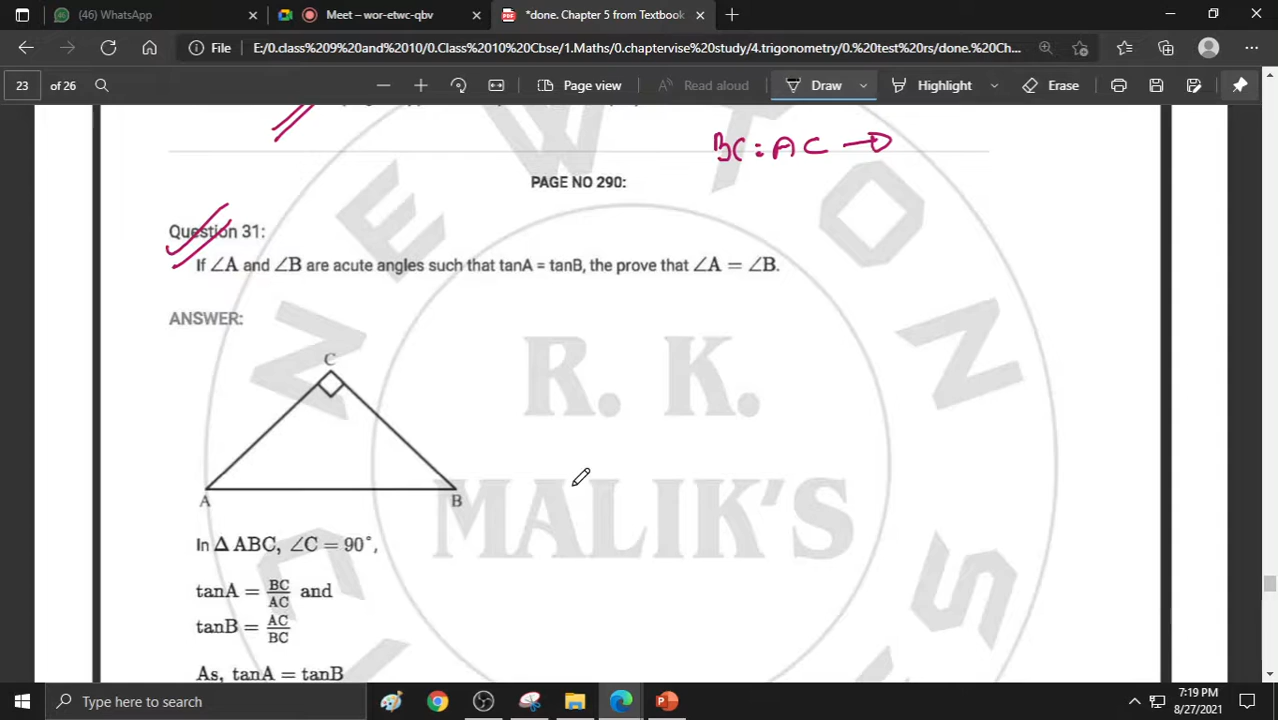 (46) WhatsApp
Meet – wor-etwc-qbv
*done. Chapter 5 from Textbook
File
E:/0.class%209%20and%2010/0.Class%2010%20Cbse/1.Maths/0.chaptervise%20study/4.trigonometry/0.%20test%20rs/done.%20Ch...
23 of 26
Page view
Read aloud
Draw
Highlight
Erase
BC = AC →
PAGE NO 290:
Question 31:
If ∠A and ∠B are acute angles such that tanA = tanB, the prove that ∠A = ∠B.
ANSWER:
C
A
B
NEWTON
R. K.
MALIK'S
In Δ ABC, ∠C = 90°,
tanA = BC/AC and
tanB = AC/BC
As, tanA = tanB
Type here to search
7:19 PM
8/27/2021